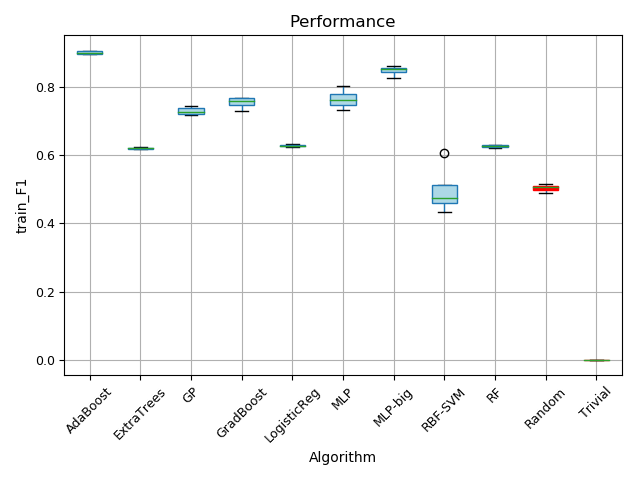 Performance
train_F1
0.8
0.6
0.4
0.2
0.0
AdaBoost
ExtraTrees
GP
GradBoost
LogisticReg
MLP
MLP-big
RBF-SVM
RF
Random
Trivial
Algorithm